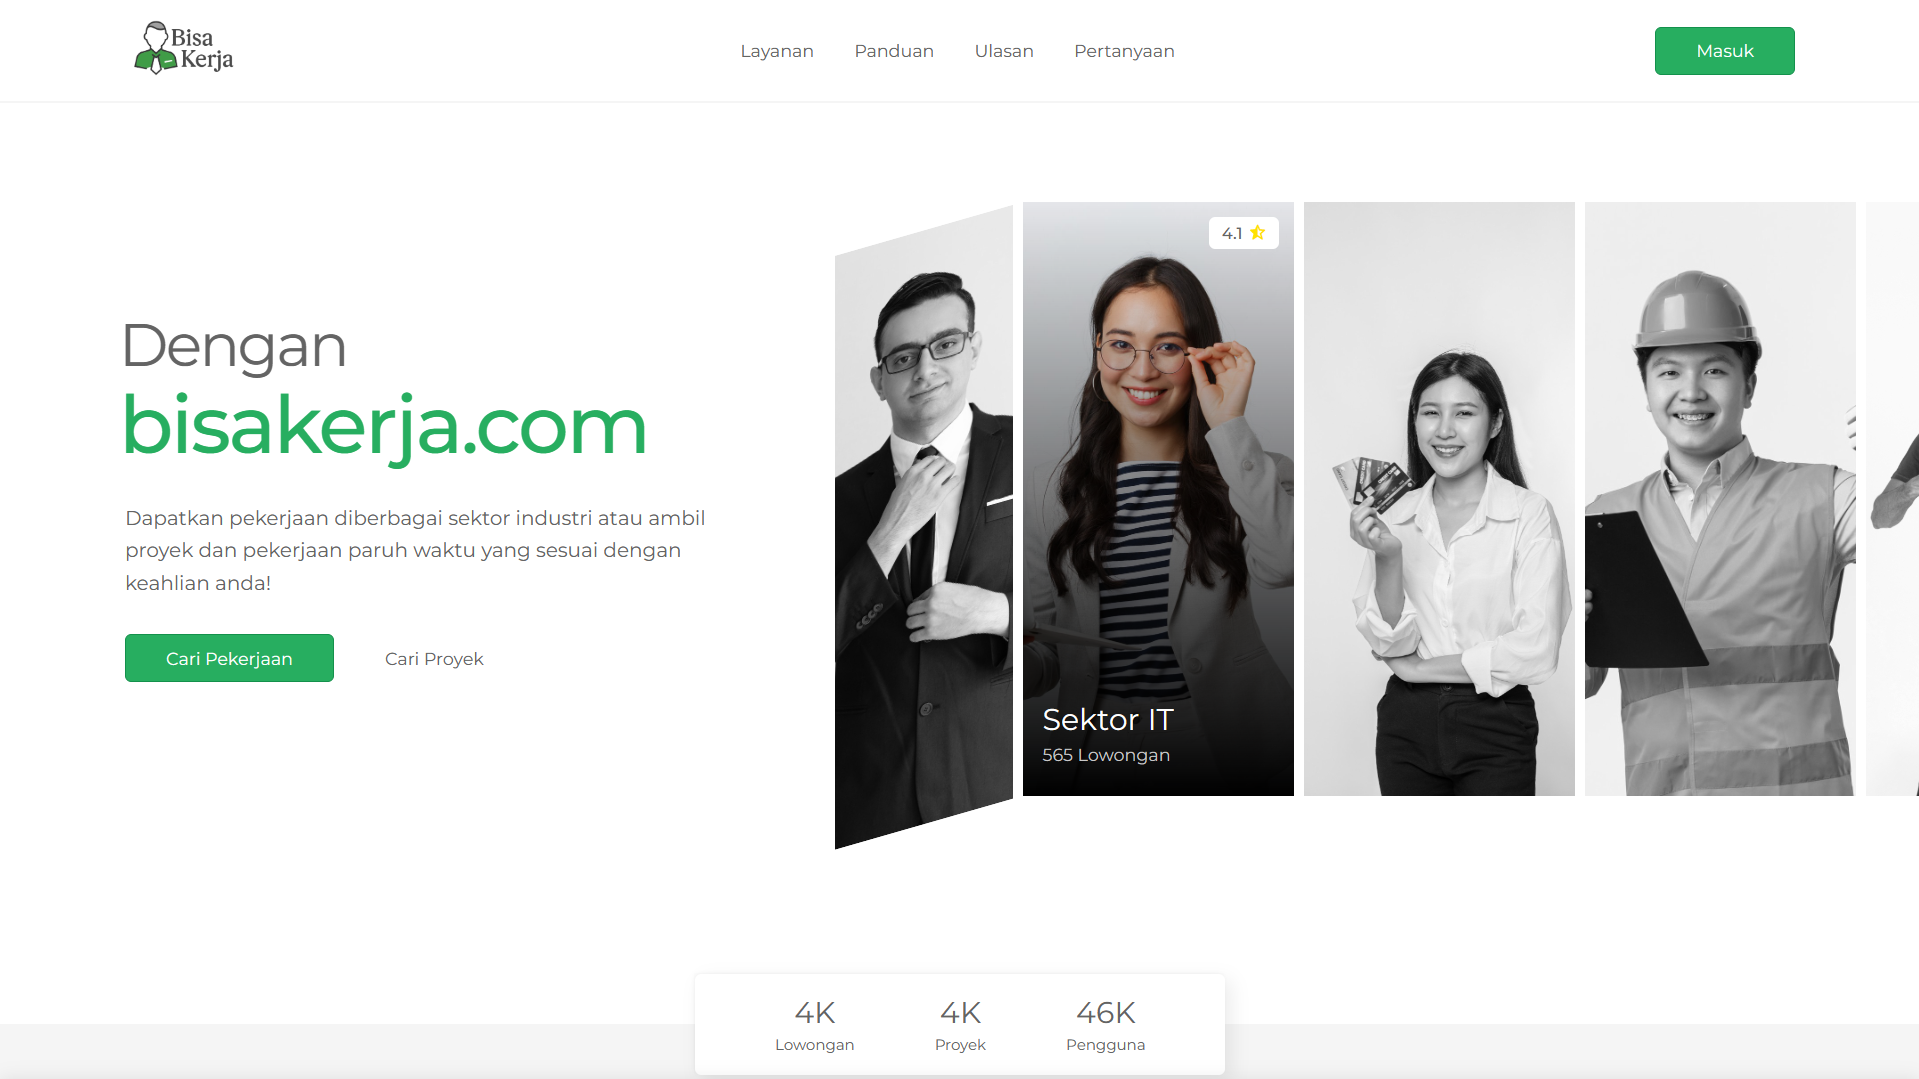 Bisa
Kerja
Layanan
Panduan
Ulasan
Pertanyaan
Masuk
Dengan
bisakerja.com
Dapatkan pekerjaan diberbagai sektor industri atau ambil
proyek dan pekerjaan paruh waktu yang sesuai dengan
keahlian anda!
Cari Pekerjaan
Cari Proyek
4.1
Sektor IT
565 Lowongan
4K
Lowongan
4K
Proyek
46K
Pengguna